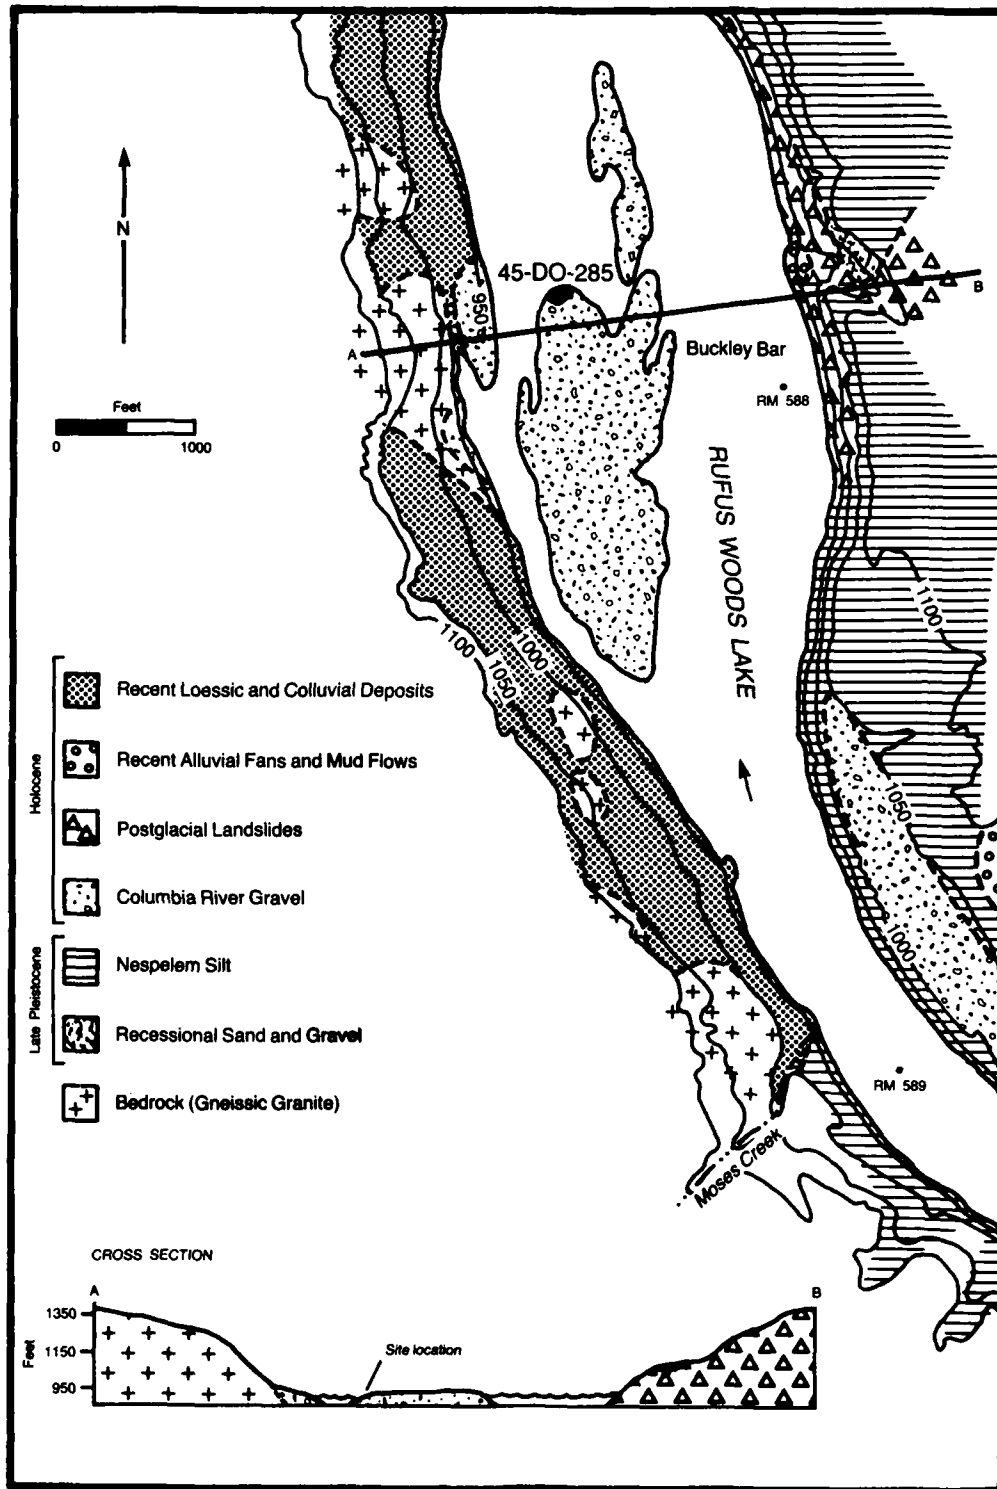 N
45-DO-285
950
A
B
Buckley Bar
RM 588
Feet
0 1000
RUFUS WOODS LAKE
1100
1100
1050
1000
1050
1000
Holocene
Recent Loessic and Colluvial Deposits
Recent Alluvial Fans and Mud Flows
Postglacial Landslides
Columbia River Gravel
Late Pleistocene
Nespelem Silt
Recessional Sand and Gravel
Bedrock (Gneissic Granite)
RM 589
Moses Creek
CROSS SECTION
A
B
Feet
1350
1150
950
Site location